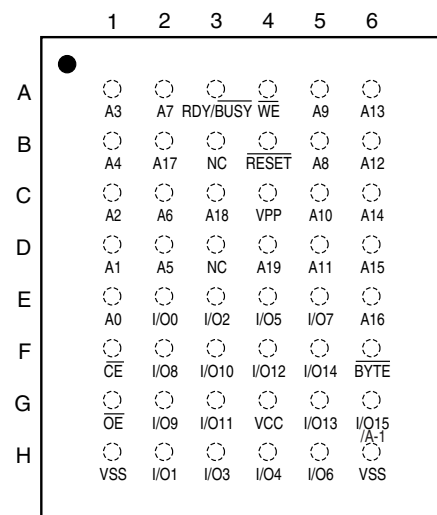 1 2 3 4 5 6
A
A3 A7 RDY/BUSY WE A9 A13
B
A4 A17 NC RESET A8 A12
C
A2 A6 A18 VPP A10 A14
D
A1 A5 NC A19 A11 A15
E
A0 I/O0 I/O2 I/O5 I/O7 A16
F
CE I/O8 I/O10 I/O12 I/O14 BYTE
G
OE I/O9 I/O11 VCC I/O13 I/O15
/A-1
H
VSS I/O1 I/O3 I/O4 I/O6 VSS